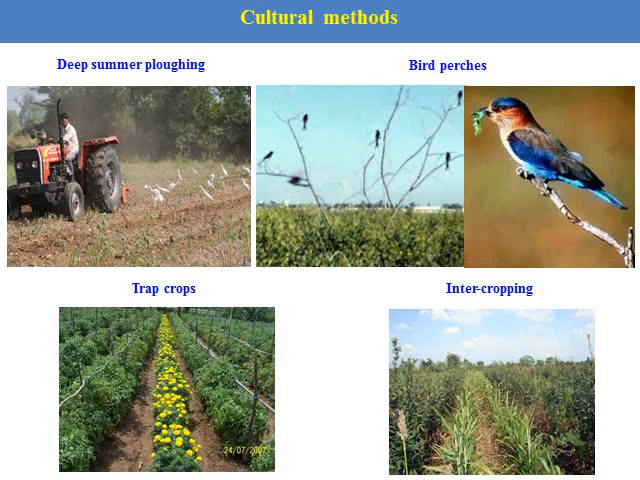 Cultural methods
Deep summer ploughing
Bird perches
Trap crops
Inter-cropping
24/07/2007